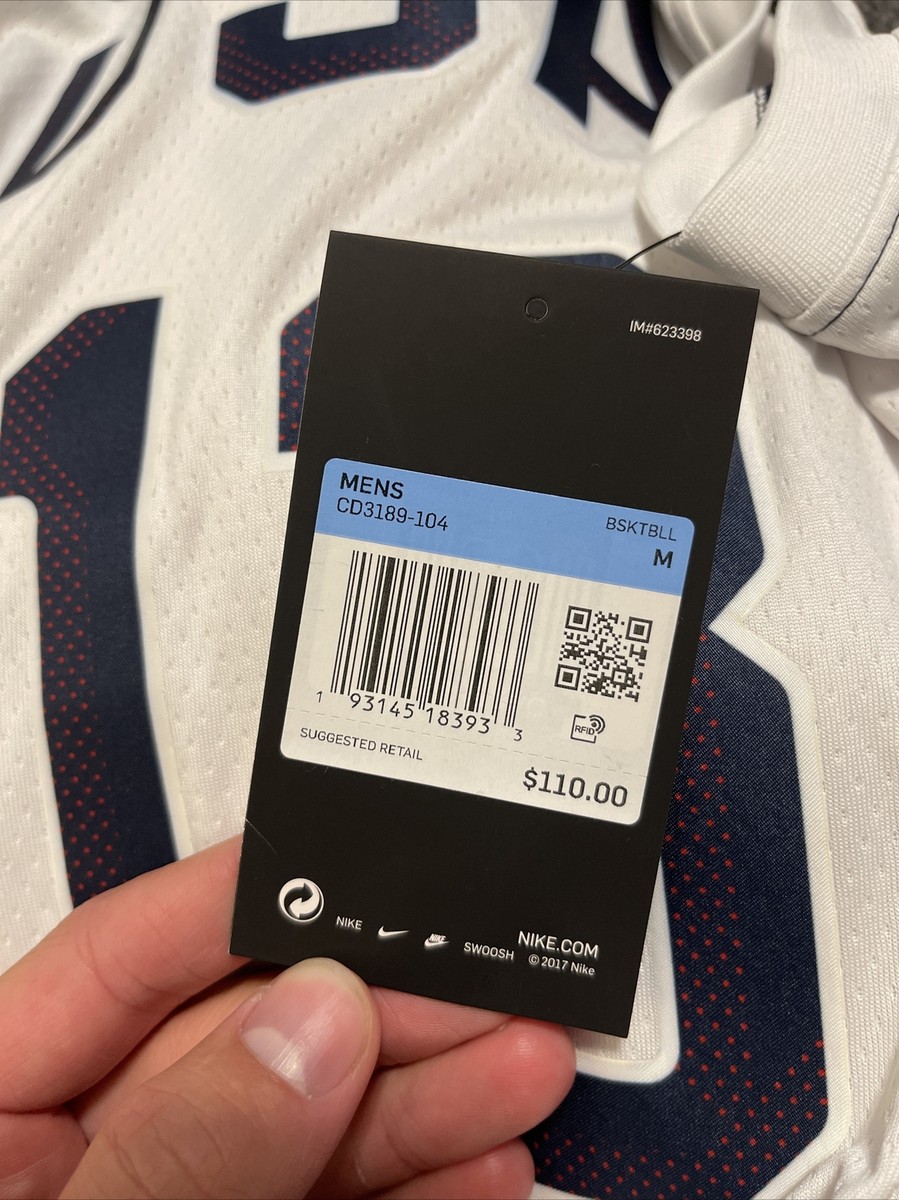 IM#623398
MENS
CD3189-104
BSKTBLL
M
1 93145 18393 3
RFID
SUGGESTED RETAIL
$110.00
NIKE
NIKE
SWOOSH
NIKE.COM
© 2017 Nike